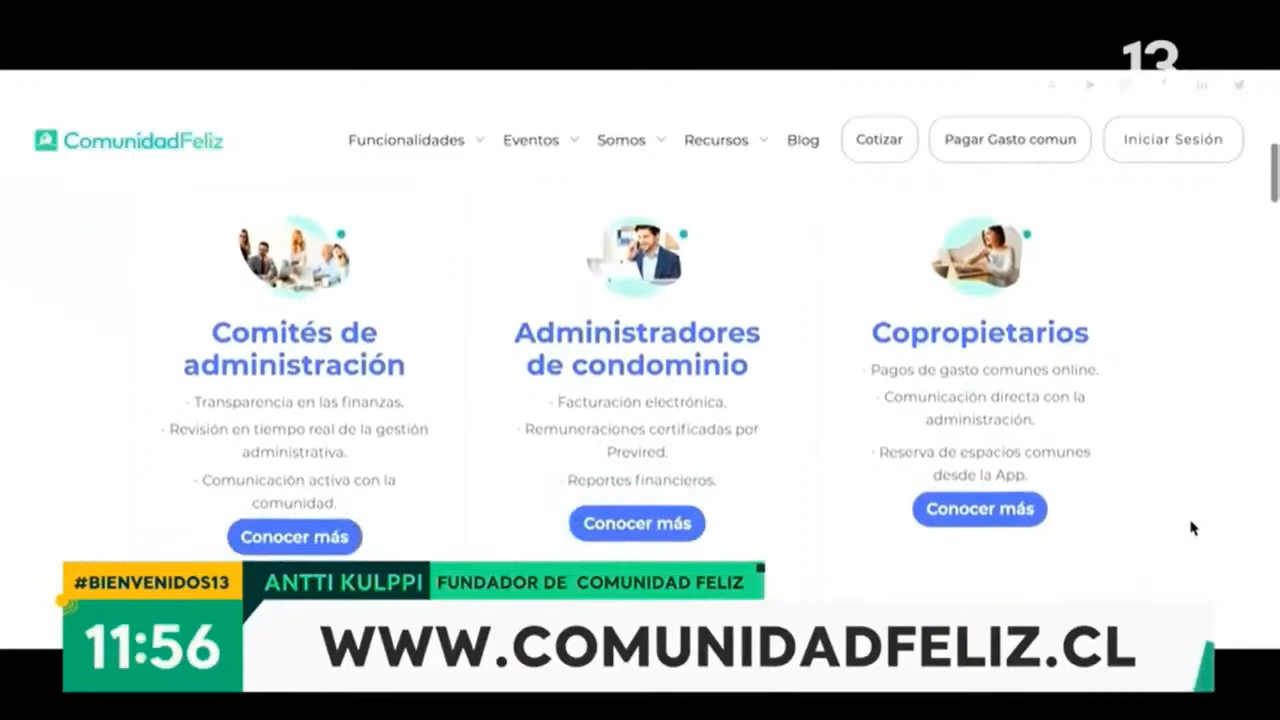 13
ComunidadFeliz
Funcionalidades
Eventos
Somos
Recursos
Blog
Cotizar
Pagar Gasto comun
Iniciar Sesión
Comités de
administración
- Transparencia en las finanzas.
- Revisión en tiempo real de la gestión
administrativa.
- Comunicación activa con la
comunidad.
Conocer más
Administradores
de condominio
- Facturación electrónica.
- Remuneraciones certificadas por
Previred.
- Reportes financieros.
Conocer más
Copropietarios
- Pagos de gasto comunes online.
- Comunicación directa con la
administración.
- Reserva de espacios comunes
desde la App.
Conocer más
#BIENVENIDOS13
ANTTI KULPPI
FUNDADOR DE COMUNIDAD FELIZ
11:56
WWW.COMUNIDADFELIZ.CL